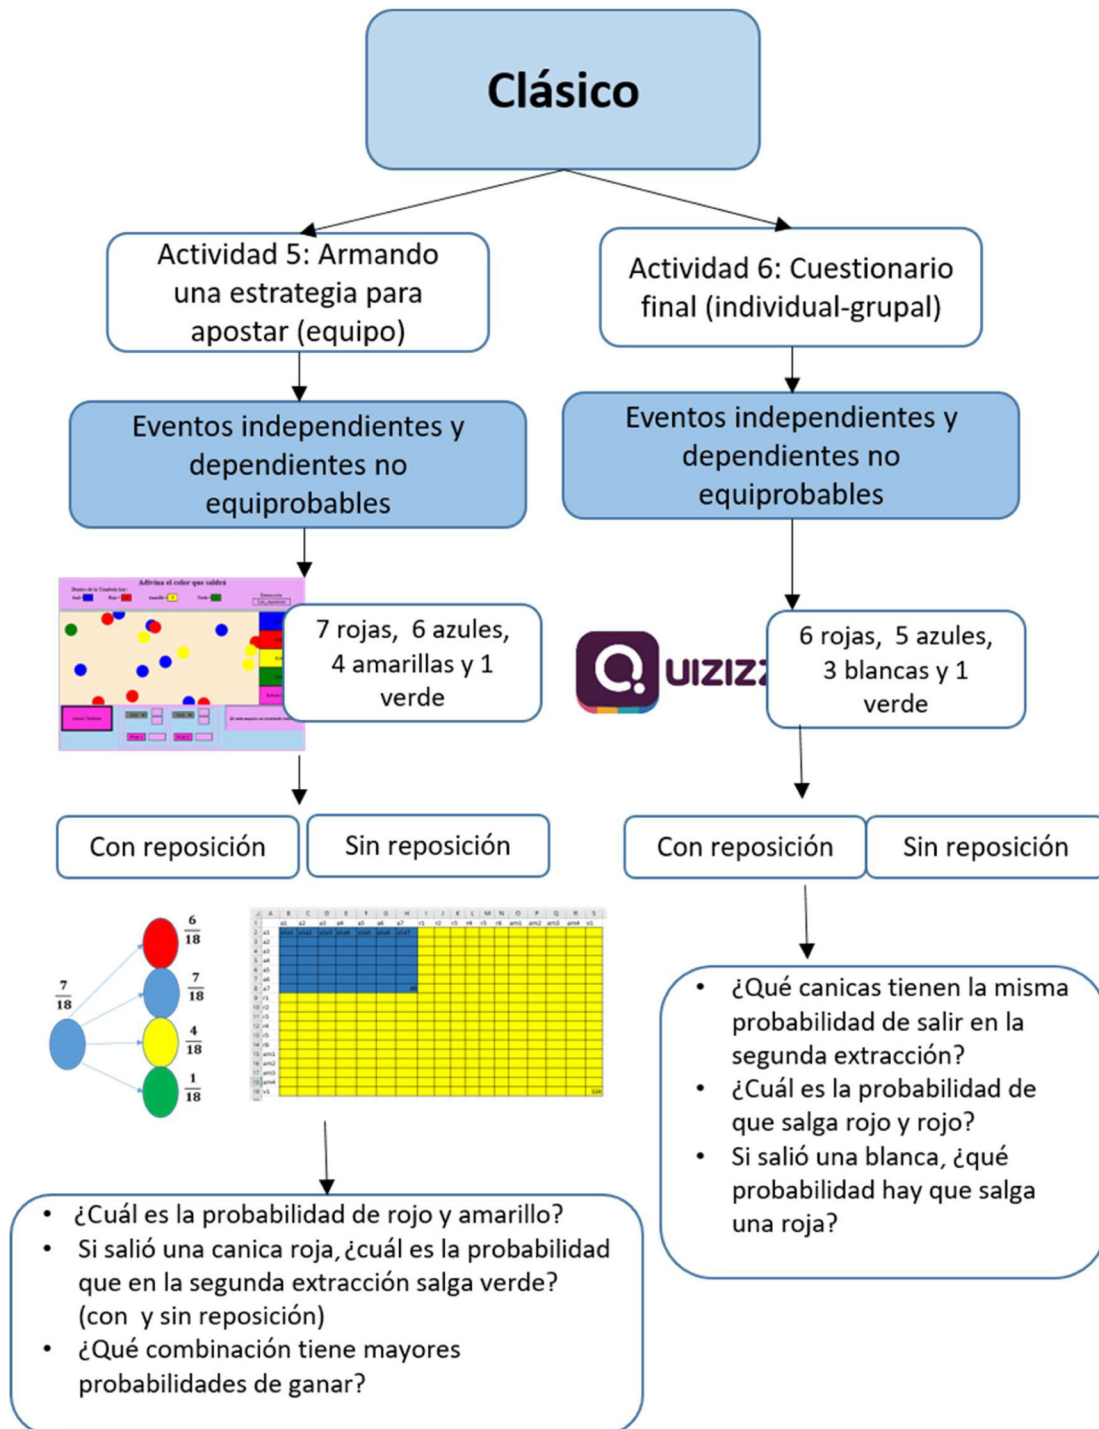 Clásico
Actividad 5: Armando
una estrategia para
apostar (equipo)
Actividad 6: Cuestionario
final (individual-grupal)
Eventos independientes y
dependientes no
equiprobables
Eventos independientes y
dependientes no
equiprobables
Adivina el color que saldrá
7 rojas, 6 azules,
4 amarillas y 1
verde
UIZIZZ
6 rojas, 5 azules,
3 blancas y 1
verde
Con reposición
Sin reposición
Con reposición
Sin reposición
7
18
6
18
7
18
4
18
1
18
• ¿Qué canicas tienen la misma
probabilidad de salir en la
segunda extracción?
• ¿Cuál es la probabilidad de
que salga rojo y rojo?
• Si salió una blanca, ¿qué
probabilidad hay que salga
una roja?
• ¿Cuál es la probabilidad de rojo y amarillo?
• Si salió una canica roja, ¿cuál es la probabilidad
que en la segunda extracción salga verde?
(con y sin reposición)
• ¿Qué combinación tiene mayores
probabilidades de ganar?